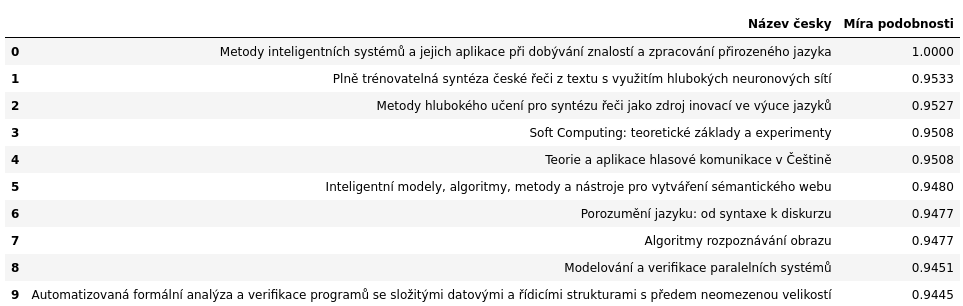 Název česky Míra podobnosti
0 Metody inteligentních systémů a jejich aplikace při dobývání znalostí a zpracování přirozeného jazyka 1.0000
1 Plně trénovatelná syntéza české řeči z textu s využitím hlubokých neuronových sítí 0.9533
2 Metody hlubokého učení pro syntézu řeči jako zdroj inovací ve výuce jazyků 0.9527
3 Soft Computing: teoretické základy a experimenty 0.9508
4 Teorie a aplikace hlasové komunikace v Češtině 0.9508
5 Inteligentní modely, algoritmy, metody a nástroje pro vytváření sémantického webu 0.9480
6 Porozumění jazyku: od syntaxe k diskurzu 0.9477
7 Algoritmy rozpoznávání obrazu 0.9477
8 Modelování a verifikace paralelních systémů 0.9451
9 Automatizovaná formální analýza a verifikace programů se složitými datovými a řídicími strukturami s předem neomezenou velikostí 0.9445